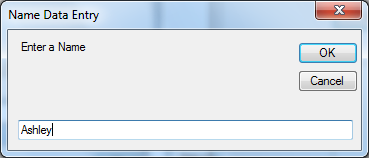 Name Data Entry
Enter a Name
OK
Cancel
Ashley